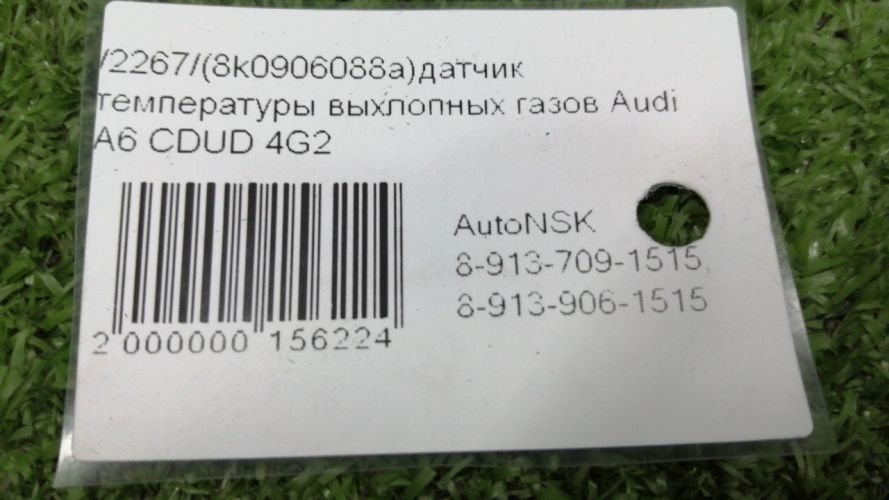 /2267/(8k0906088a)датчик
температуры выхлопных газов Audi
A6 CDUD 4G2
AutoNSK
8-913-709-1515,
8-913-906-1515
2 000000 156224